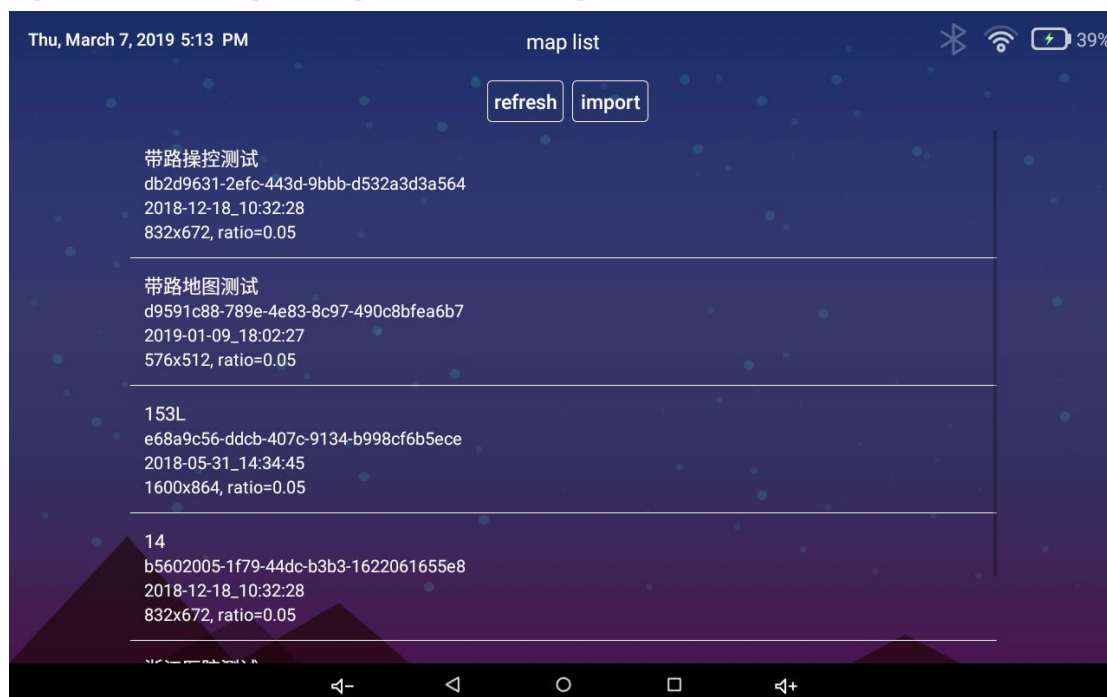 Thu, March 7, 2019 5:13 PM
map list
39%
refresh
import
带路操控测试
db2d9631-2efc-443d-9bbb-d532a3d3a564
2018-12-18_10:32:28
832x672, ratio=0.05
带路地图测试
d9591c88-789e-4e83-8c97-490c8bfea6b7
2019-01-09_18:02:27
576x512, ratio=0.05
153L
e68a9c56-ddcb-407c-9134-b998cf6b5ece
2018-05-31_14:34:45
1600x864, ratio=0.05
14
b5602005-1f79-44dc-b3b3-1622061655e8
2018-12-18_10:32:28
832x672, ratio=0.05